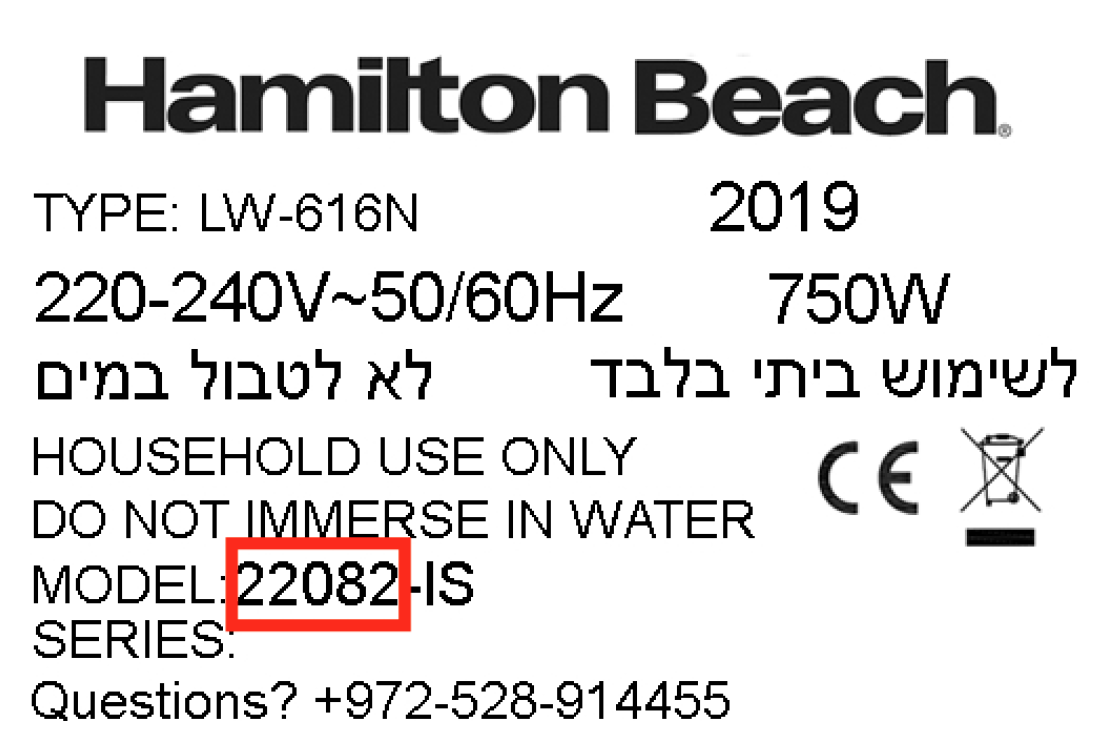 Hamilton Beach®
TYPE: LW-616N 2019
220-240V~50/60Hz 750W
לשימוש ביתי בלבד לא לטבול במים
HOUSEHOLD USE ONLY
DO NOT IMMERSE IN WATER
CE
MODEL:22082-IS
SERIES:
Questions? +972-528-914455